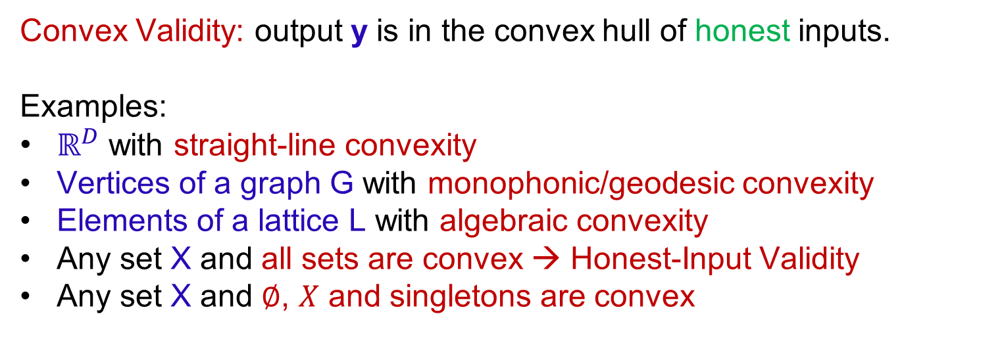 Convex Validity: output y is in the convex hull of honest inputs.
Examples:
• ℝ^D with straight-line convexity
• Vertices of a graph G with monophonic/geodesic convexity
• Elements of a lattice L with algebraic convexity
• Any set X and all sets are convex → Honest-Input Validity
• Any set X and ∅, X and singletons are convex